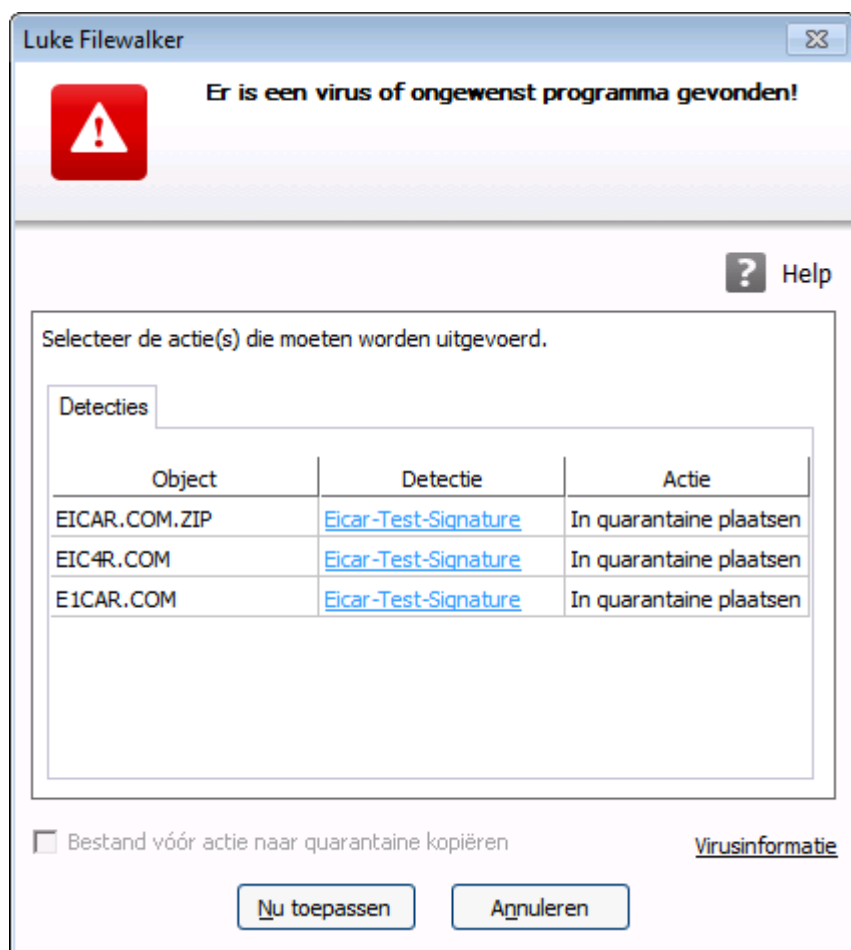 Luke Filewalker
Er is een virus of ongewenst programma gevonden!
Help
Selecteer de actie(s) die moeten worden uitgevoerd.
Detecties
Object Detectie Actie
EICAR.COM.ZIP Eicar-Test-Signature In quarantaine plaatsen
EIC4R.COM Eicar-Test-Signature In quarantaine plaatsen
E1CAR.COM Eicar-Test-Signature In quarantaine plaatsen
Bestand vóór actie naar quarantaine kopiëren Virusinformatie
Nu toepassen Annuleren